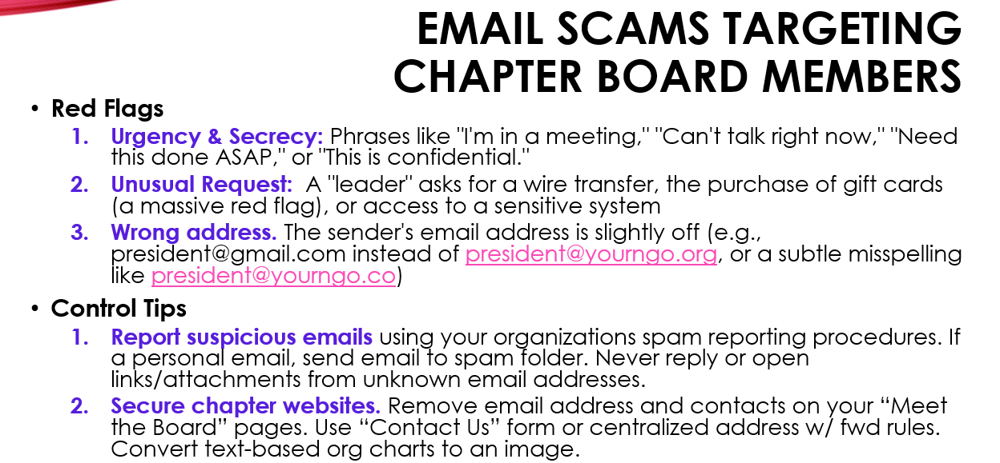 EMAIL SCAMS TARGETING
CHAPTER BOARD MEMBERS
• Red Flags
1. Urgency & Secrecy: Phrases like "I'm in a meeting," "Can't talk right now," "Need
this done ASAP," or "This is confidential."
2. Unusual Request:  A "leader" asks for a wire transfer, the purchase of gift cards
(a massive red flag), or access to a sensitive system
3. Wrong address. The sender's email address is slightly off (e.g.,
president@gmail.com instead of president@yourngo.org, or a subtle misspelling
like president@yourngo.co)
• Control Tips
1. Report suspicious emails using your organizations spam reporting procedures. If
a personal email, send email to spam folder. Never reply or open
links/attachments from unknown email addresses.
2. Secure chapter websites. Remove email address and contacts on your “Meet
the Board” pages. Use “Contact Us” form or centralized address w/ fwd rules.
Convert text-based org charts to an image.